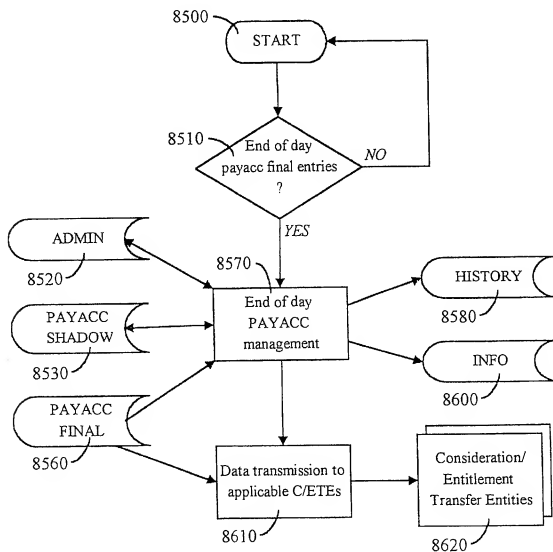 8500
START
8510
End of day
payacc final entries
?
NO
YES
ADMIN
8520
8570
End of day
PAYACC
management
HISTORY
8580
PAYACC
SHADOW
8530
INFO
8600
PAYACC
FINAL
8560
Data transmission to
applicable C/ETEs
8610
Consideration/
Entitlement
Transfer Entities
8620